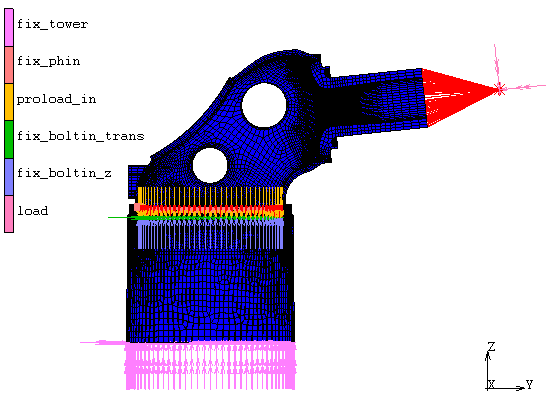 fix_tower
fix_phin
proload_in
fix_boltin_trans
fix_boltin_z
load
Z
X Y